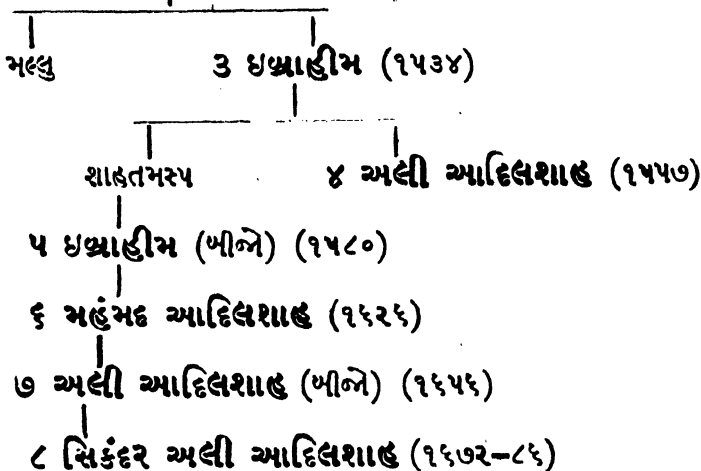 મલ્લુ ૩ ઇબ્રાહીમ (૧૫૩૪)
શાહતમસ્પ ૪ અલી આદિલશાહ (૧૫૫૭)
૫ ઇબ્રાહીમ (બીજો) (૧૫૮૦)
૬ મહંમદ આદિલશાહ (૧૬૨૬)
૭ અલી આદિલશાહ (બીજો) (૧૬૫૬)
૮ સિકંદર અલી આદિલશાહ (૧૬૭૨–૮૬)